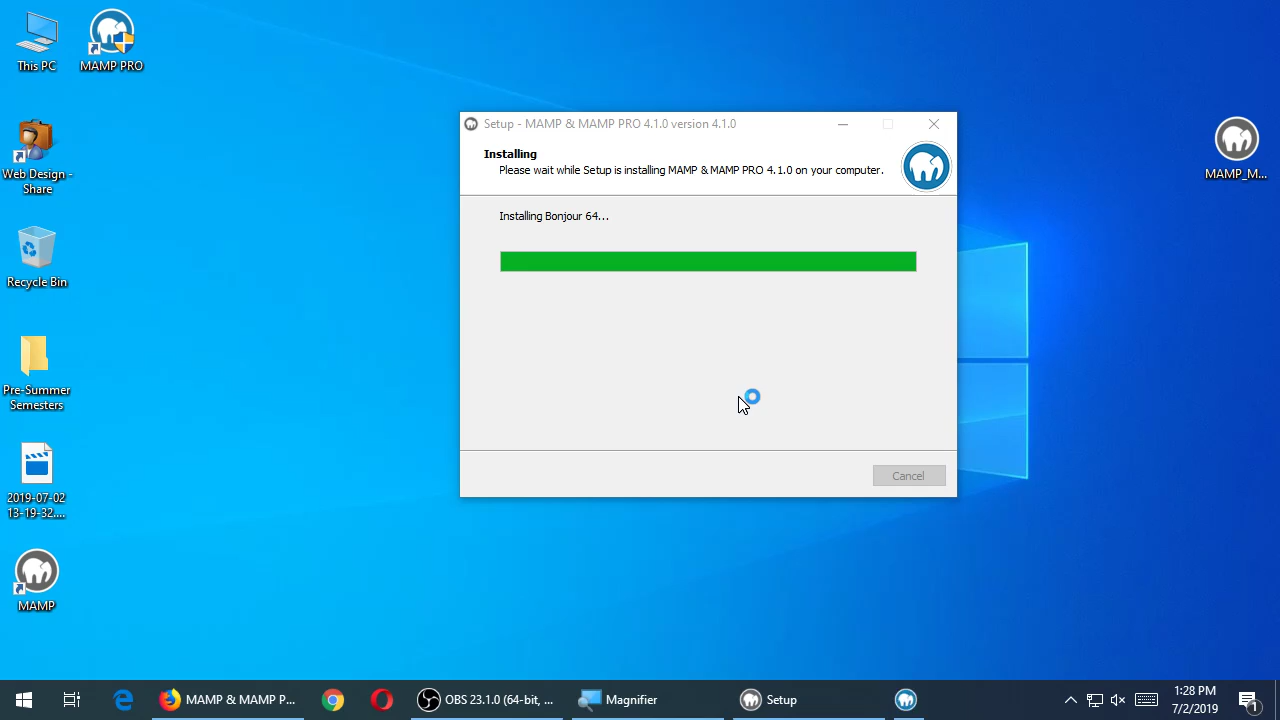 This PC
MAMP PRO
Web Design -
Share
Recycle Bin
Pre-Summer
Semesters
2019-07-02
13-19-32....
MAMP
MAMP_M...
Setup - MAMP & MAMP PRO 4.1.0 version 4.1.0
Installing
Please wait while Setup is installing MAMP & MAMP PRO 4.1.0 on your computer.
Installing Bonjour 64...
Cancel
MAMP & MAMP P...
OBS 23.1.0 (64-bit, ...
Magnifier
Setup
1:28 PM
7/2/2019
1